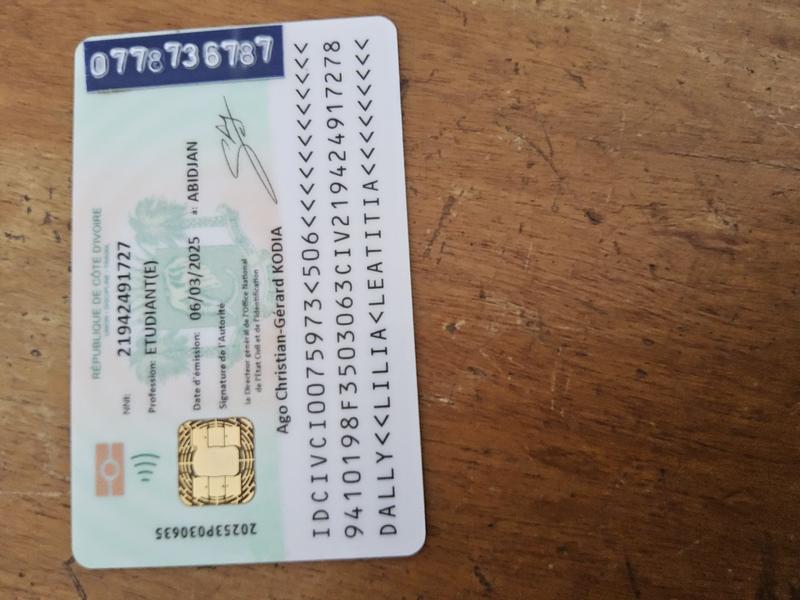 0778736787
RÉPUBLIQUE DE CÔTE D'IVOIRE
NNI: 21942491727
Profession: ETUDIANT(E)
Date d'émission: 06/03/2025 à: ABIDJAN
Signature de l'Autorité
le Directeur général de l'Office National
de l'État Civil et de l'Identification
Ago Christian-Gérard KODIA
20253P030635
IDCIVCI0075973<506<<<<<<<<<<<<
9410198F3503063CIV219424917278
DALLY<<LILIA<LEATITIA<<<<<<<<<